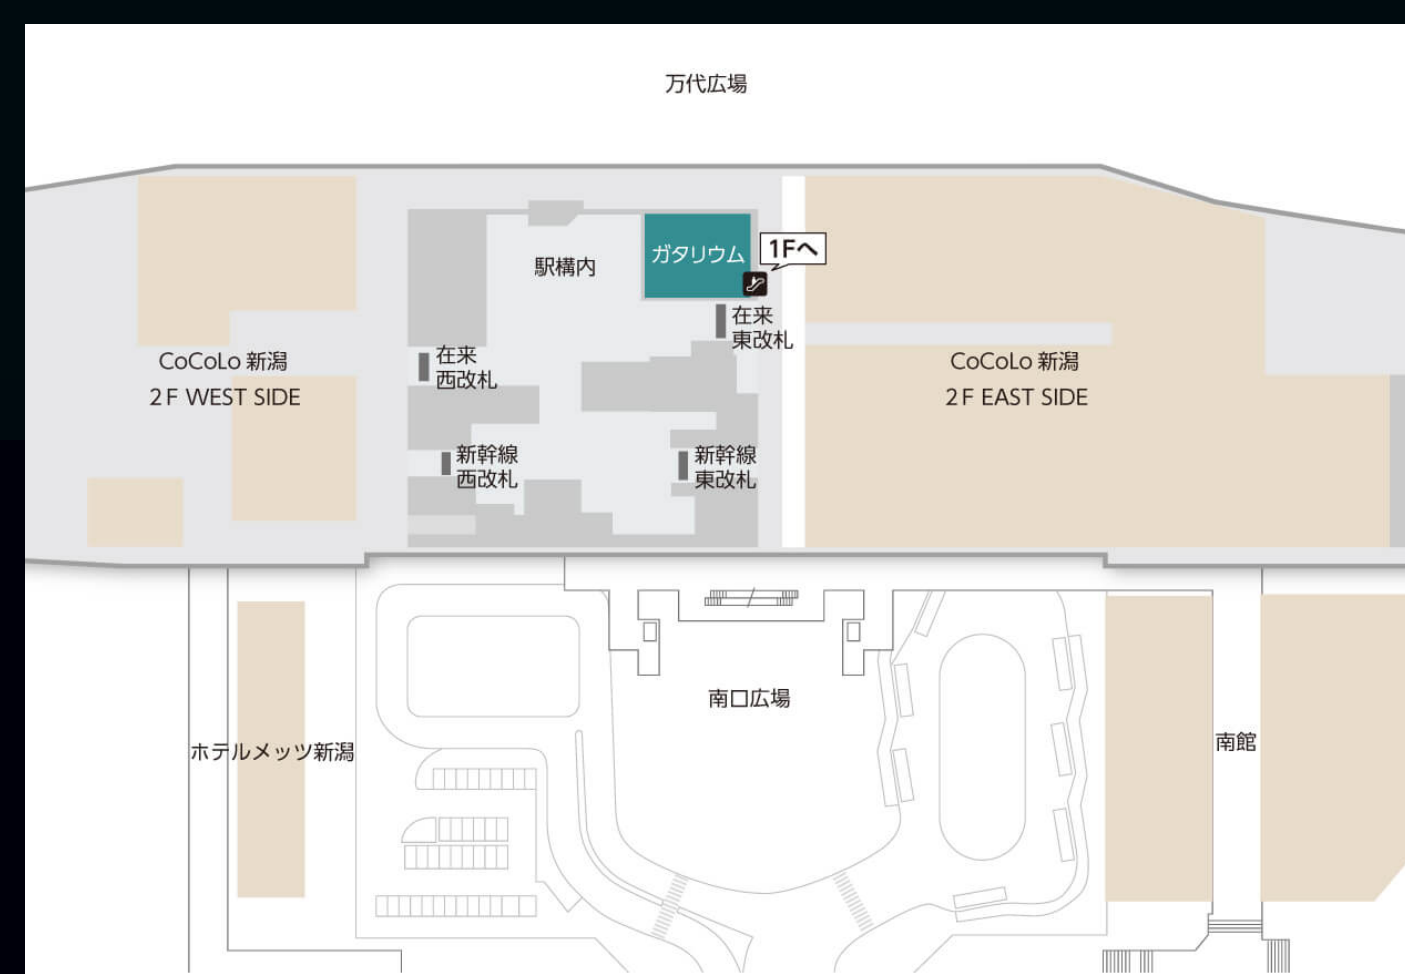 万代広場
ガタリウム
1Fへ
駅構内
在来
東改札
在来
西改札
CoCoLo 新潟
2F WEST SIDE
CoCoLo 新潟
2F EAST SIDE
新幹線
西改札
新幹線
東改札
南口広場
ホテルメッツ新潟
南館